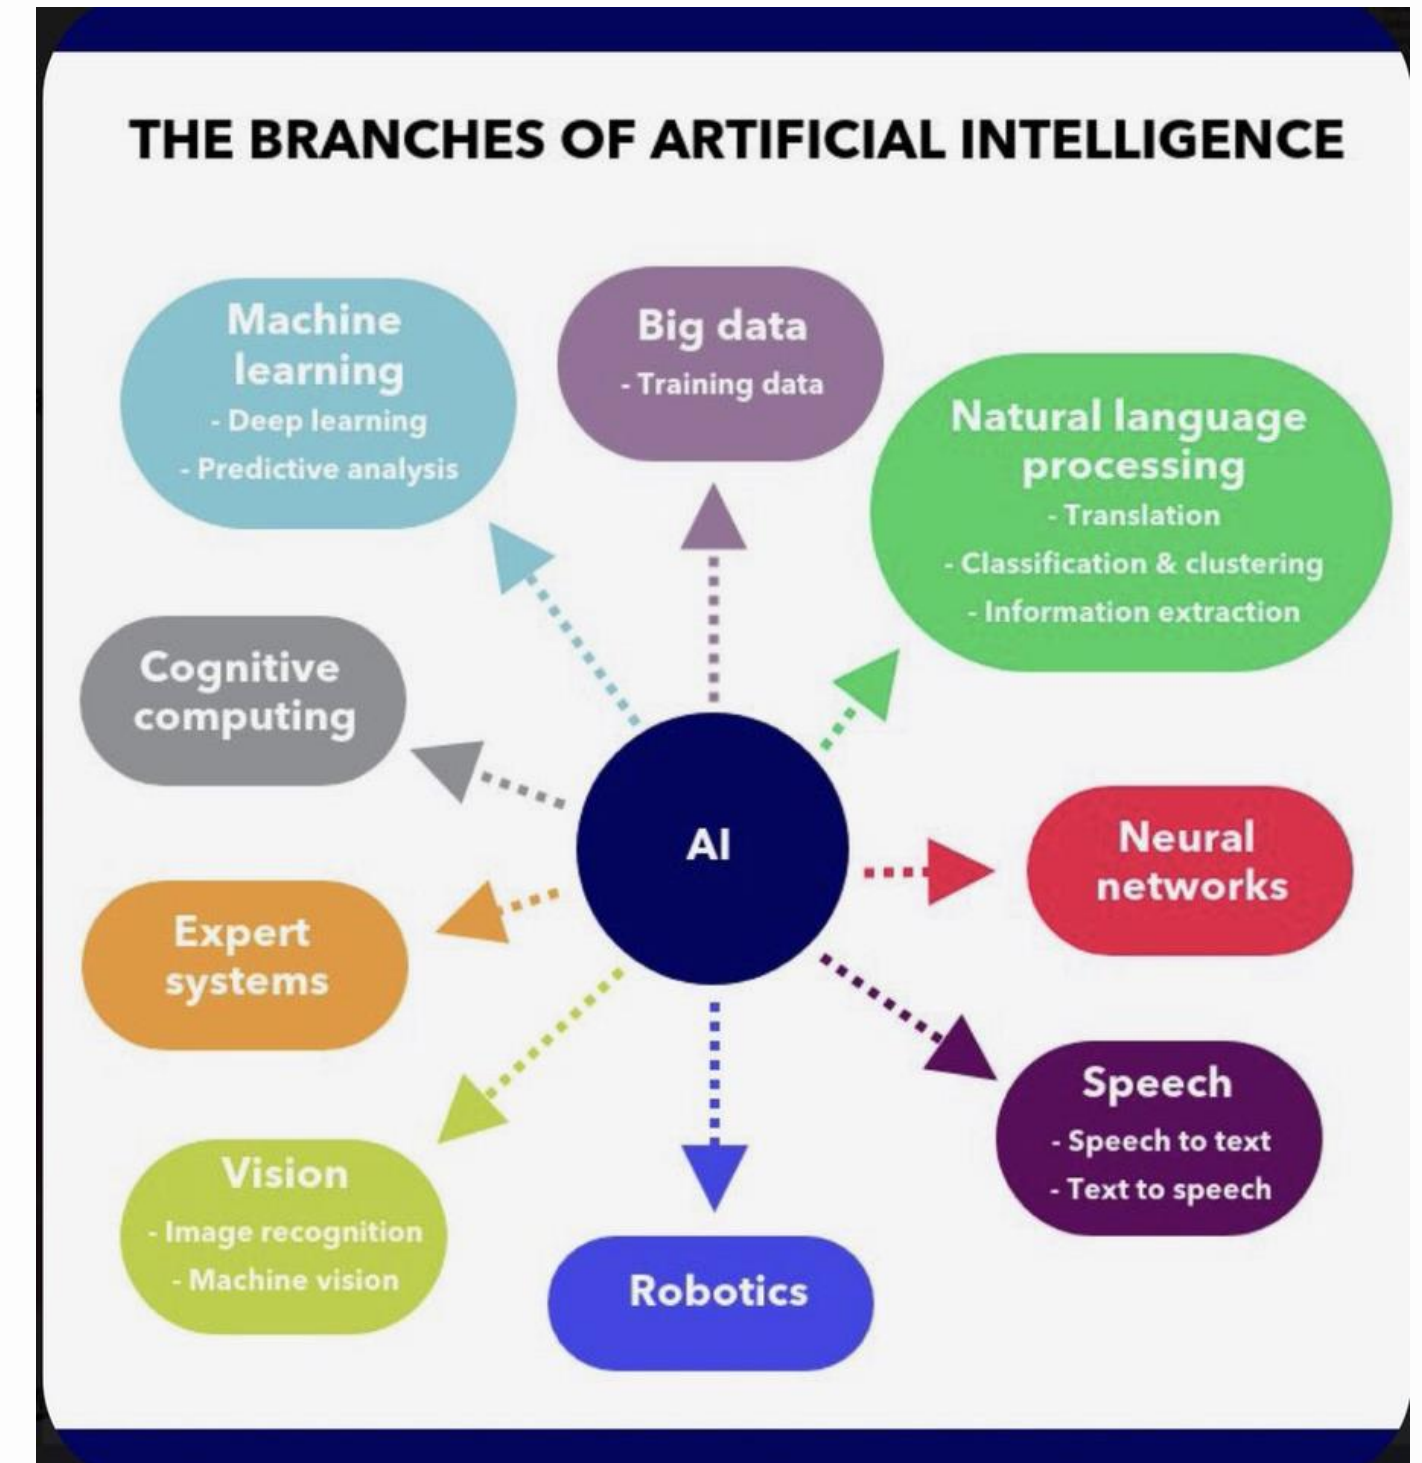 THE BRANCHES OF ARTIFICIAL INTELLIGENCE
Machine
learning
- Deep learning
- Predictive analysis
Big data
- Training data
Natural language
processing
- Translation
- Classification & clustering
- Information extraction
Cognitive
computing
AI
Neural
networks
Expert
systems
Speech
- Speech to text
- Text to speech
Vision
- Image recognition
- Machine vision
Robotics